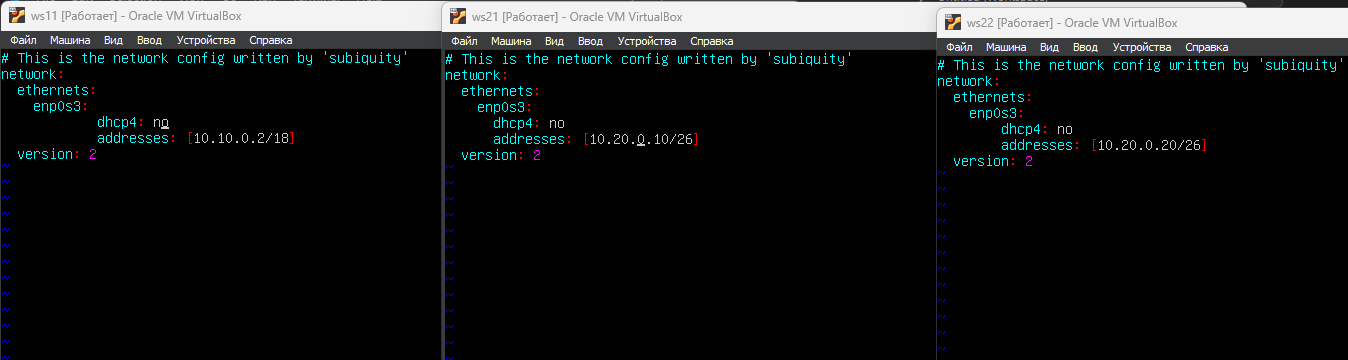 ws11 [Работает] - Oracle VM VirtualBox
Файл Машина Вид Ввод Устройства Справка
# This is the network config written by 'subiquity'
network:
  ethernets:
    enp0s3:
            dhcp4: no
            addresses: [10.10.0.2/18]
  version: 2
~
~
~
~
~
~
~
~
~
~
~
~
ws21 [Работает] - Oracle VM VirtualBox
Файл Машина Вид Ввод Устройства Справка
# This is the network config written by 'subiquity'
network:
  ethernets:
    enp0s3:
      dhcp4: no
      addresses: [10.20.0.10/26]
  version: 2
~
~
~
~
~
~
~
~
~
~
~
~
ws22 [Работает] - Oracle VM VirtualBox
Файл Машина Вид Ввод Устройства Справка
# This is the network config written by 'subiquity'
network:
  ethernets:
    enp0s3:
        dhcp4: no
        addresses: [10.20.0.20/26]
  version: 2
~
~
~
~
~
~
~
~
~
~
~
~